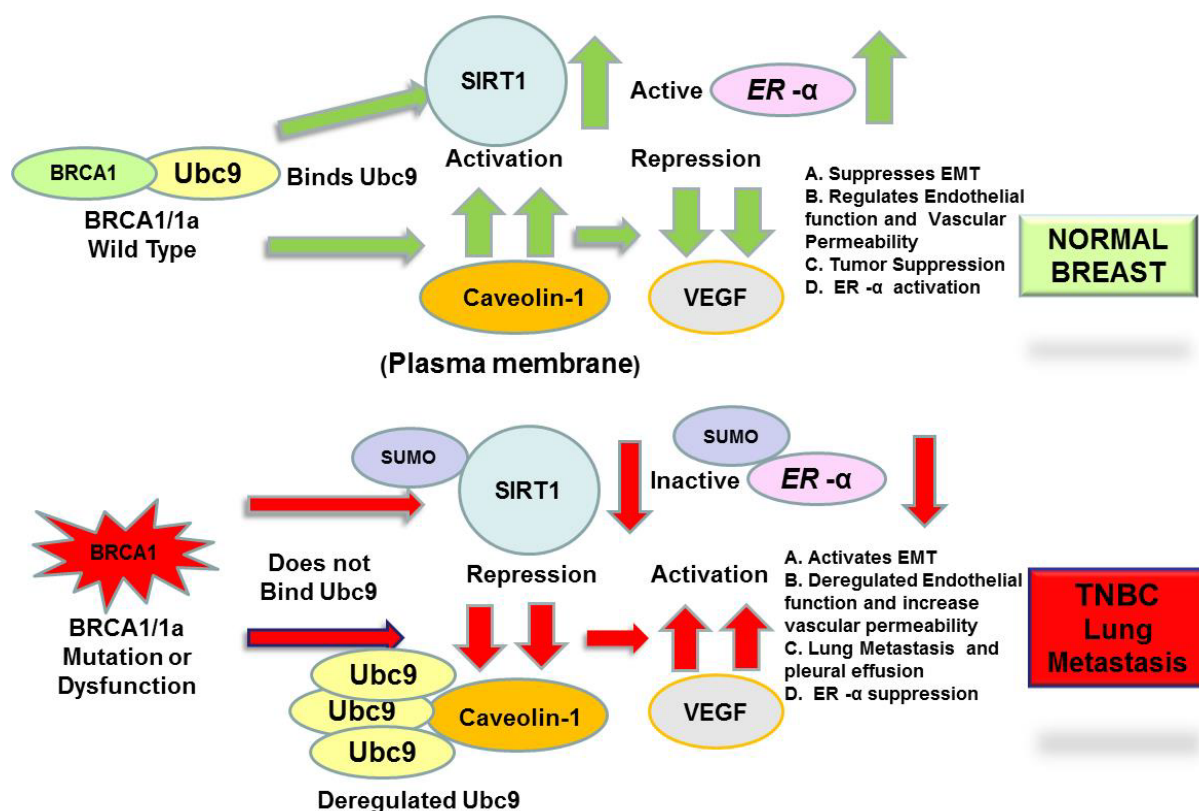 SIRT1
Active
ER -α
BRCA1
Ubc9
Binds Ubc9
BRCA1/1a
Wild Type
Activation
Repression
Caveolin-1
VEGF
(Plasma membrane)
A. Suppresses EMT
B. Regulates Endothelial
function and Vascular
Permeability
C. Tumor Suppression
D. ER -α activation
NORMAL
BREAST
SUMO
SIRT1
SUMO
Inactive
ER -α
BRCA1
Does not
Bind Ubc9
BRCA1/1a
Mutation or
Dysfunction
Repression
Activation
Ubc9
Ubc9
Ubc9
Caveolin-1
VEGF
Deregulated Ubc9
A. Activates EMT
B. Deregulated Endothelial
function and increase
vascular permeability
C. Lung Metastasis and
pleural effusion
D. ER -α suppression
TNBC
Lung
Metastasis